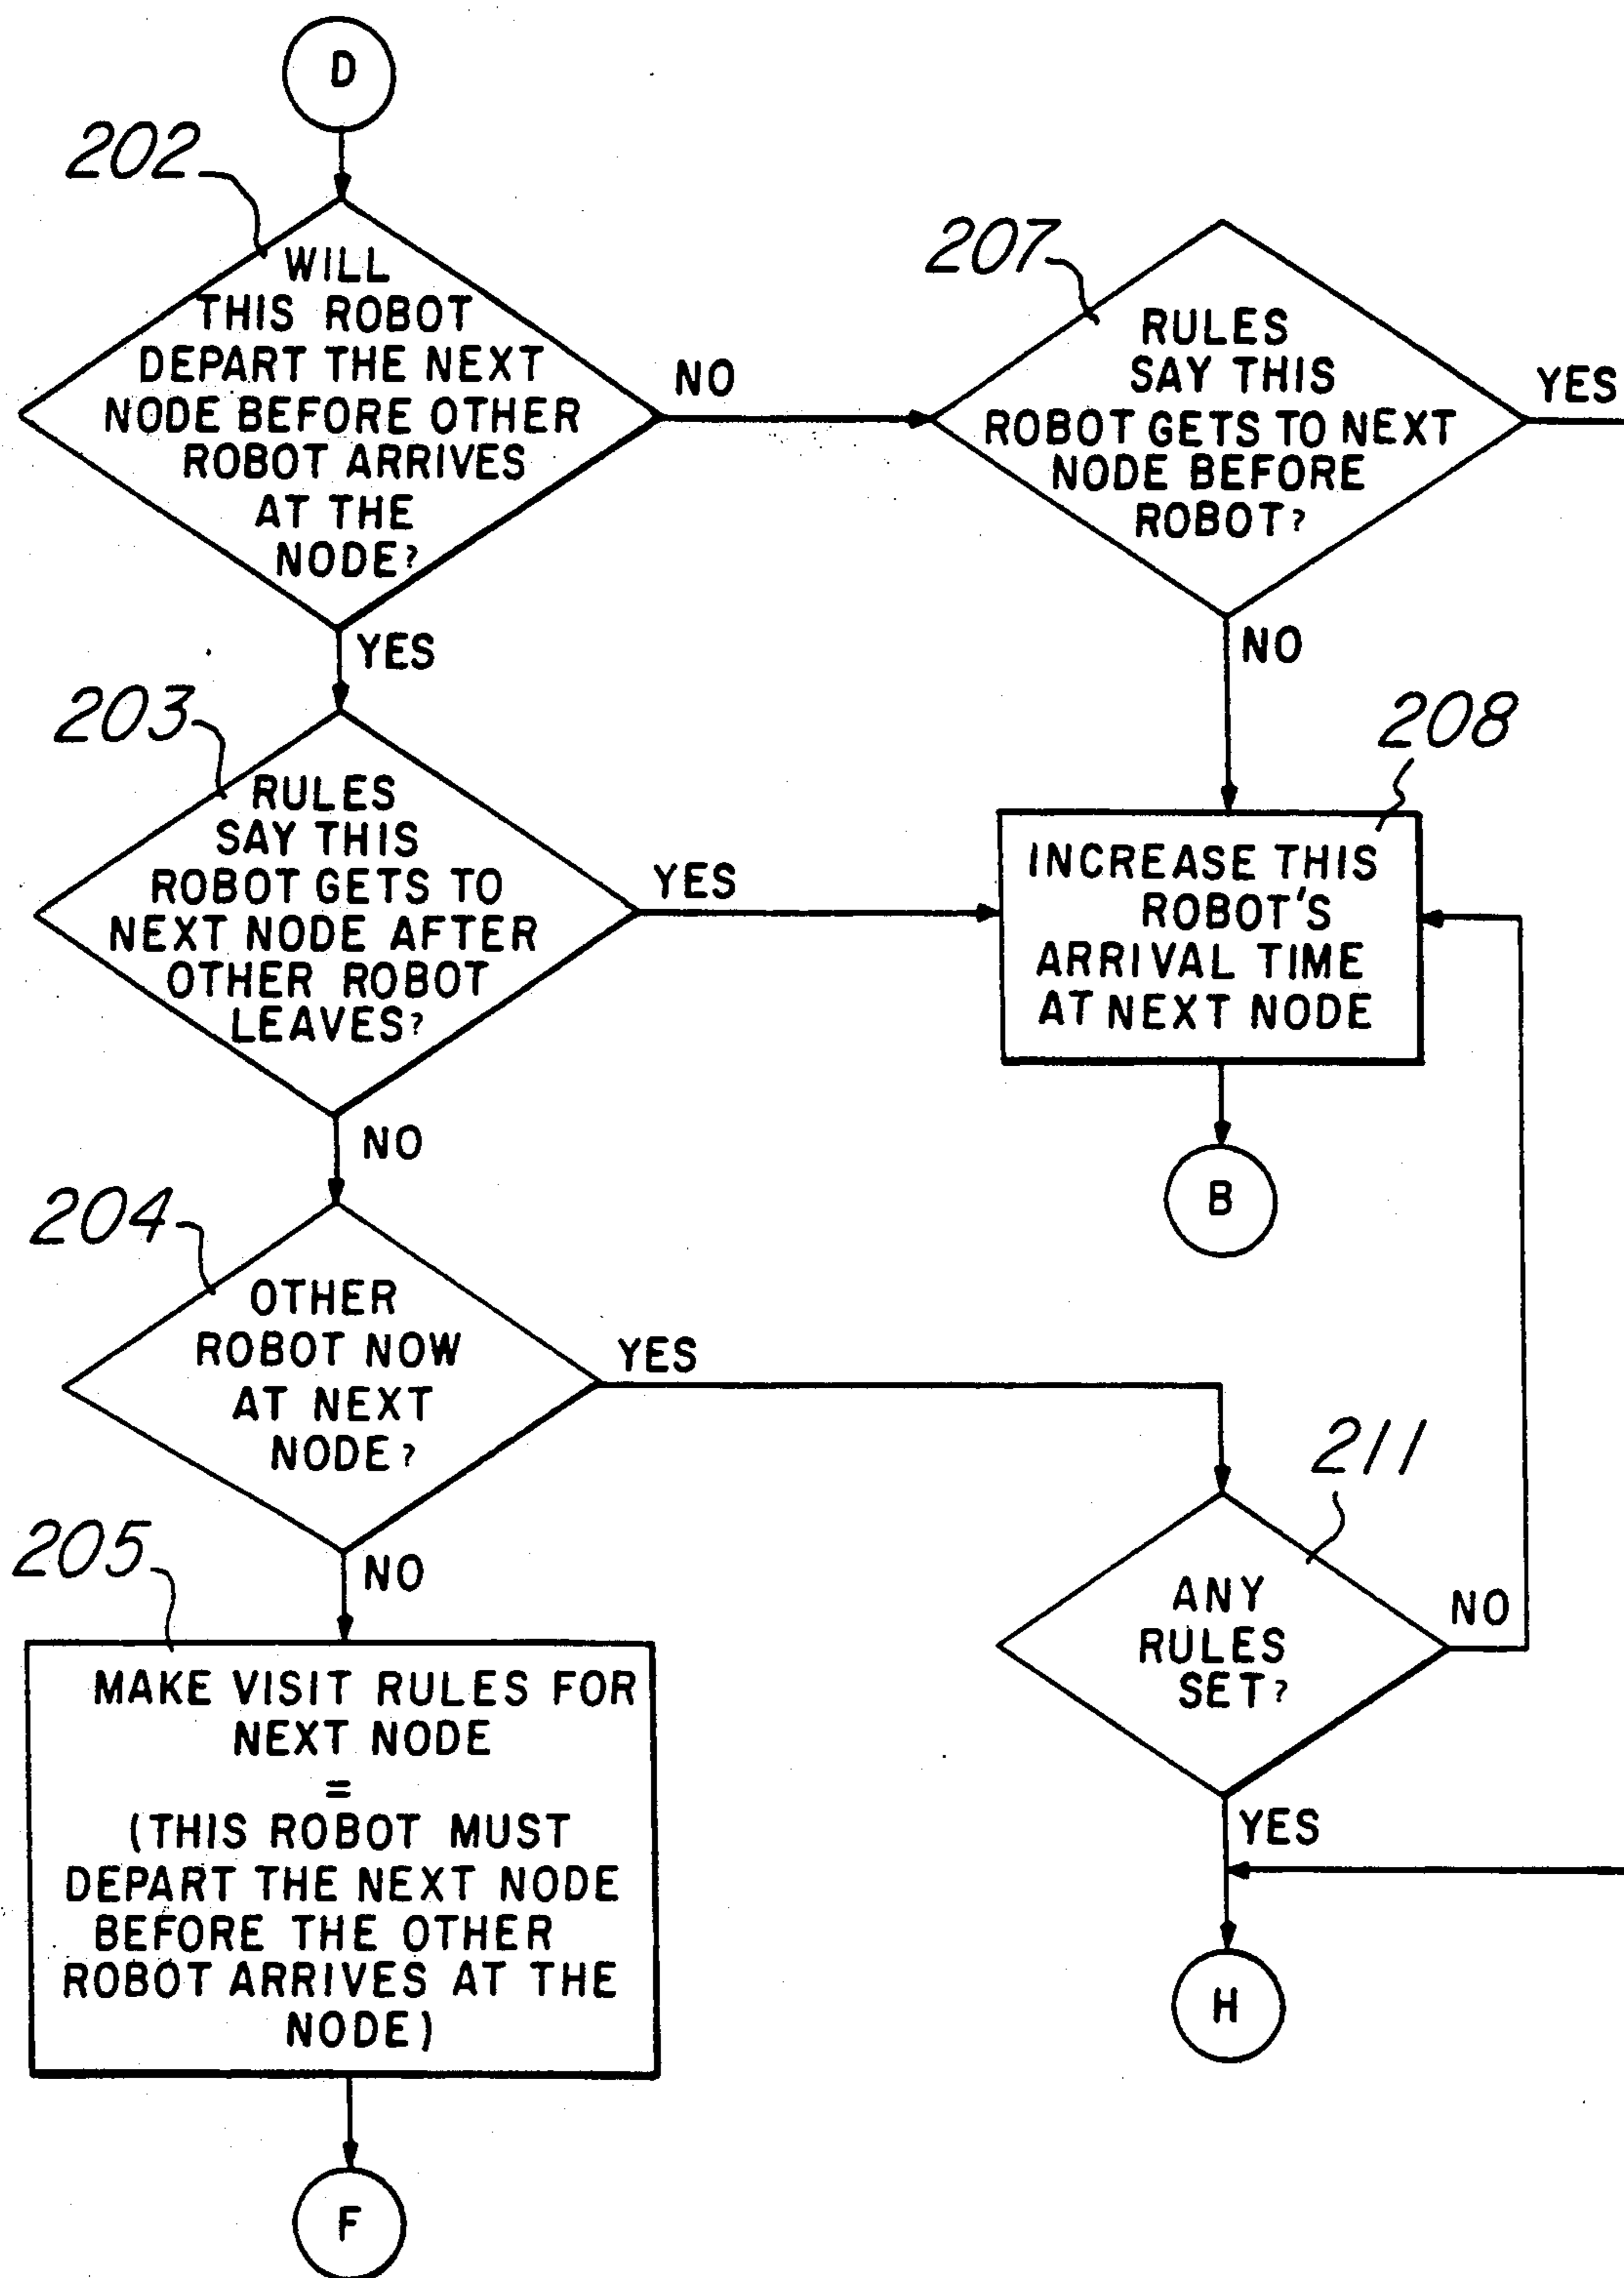 D
202
WILL
THIS ROBOT
DEPART THE NEXT
NODE BEFORE OTHER
ROBOT ARRIVES
AT THE
NODE?
NO
YES
207
RULES
SAY THIS
ROBOT GETS TO NEXT
NODE BEFORE
ROBOT?
YES
NO
203
RULES
SAY THIS
ROBOT GETS TO
NEXT NODE AFTER
OTHER ROBOT
LEAVES?
YES
NO
208
INCREASE THIS
ROBOT'S
ARRIVAL TIME
AT NEXT NODE
B
204
OTHER
ROBOT NOW
AT NEXT
NODE?
YES
NO
211
ANY
RULES
SET?
NO
YES
H
205
MAKE VISIT RULES FOR
NEXT NODE
=
(THIS ROBOT MUST
DEPART THE NEXT NODE
BEFORE THE OTHER
ROBOT ARRIVES AT THE
NODE)
F